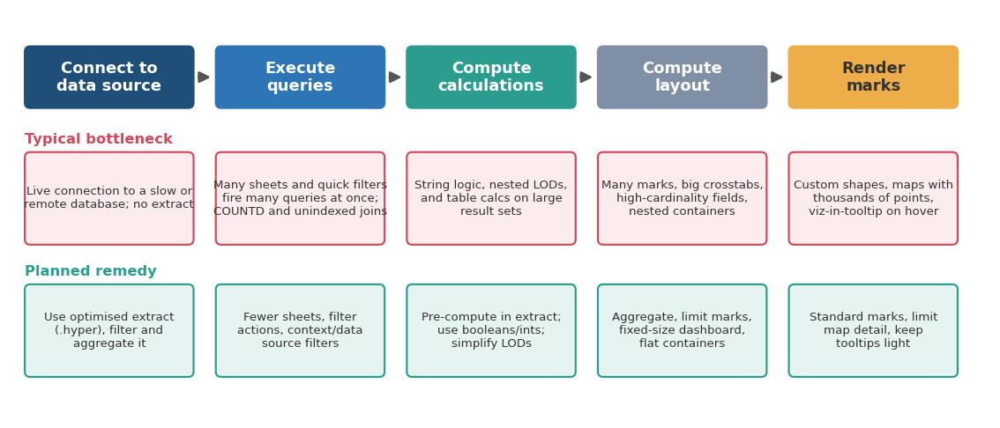 Connect to
data source
Execute
queries
Compute
calculations
Compute
layout
Render
marks
Typical bottleneck
Live connection to a slow or
remote database; no extract
Many sheets and quick filters
fire many queries at once;
COUNTD and unindexed joins
String logic, nested LODs,
and table calcs on large
result sets
Many marks, big crosstabs,
high-cardinality fields,
nested containers
Custom shapes, maps with
thousands of points,
viz-in-tooltip on hover
Planned remedy
Use optimised extract
(.hyper), filter and
aggregate it
Fewer sheets, filter
actions, context/data
source filters
Pre-compute in extract;
use booleans/ints;
simplify LODs
Aggregate, limit marks,
fixed-size dashboard,
flat containers
Standard marks, limit
map detail, keep
tooltips light